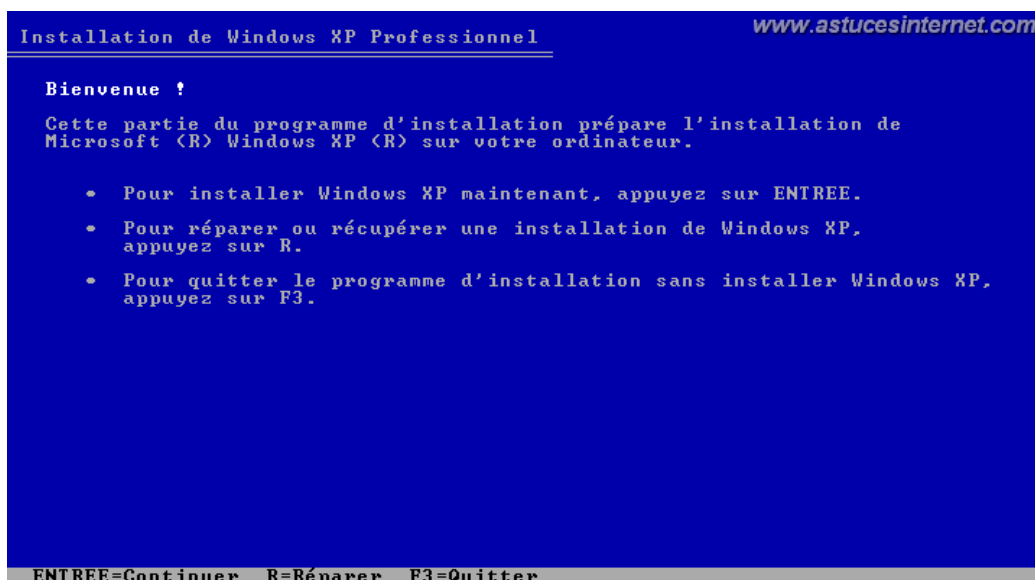 Installation de Windows XP Professionnel
www.astucesinternet.com
Bienvenue !
Cette partie du programme d'installation prépare l'installation de
Microsoft (R) Windows XP (R) sur votre ordinateur.
• Pour installer Windows XP maintenant, appuyez sur ENTREE.
• Pour réparer ou récupérer une installation de Windows XP,
appuyez sur R.
• Pour quitter le programme d'installation sans installer Windows XP,
appuyez sur F3.
ENTREE=Continuer R=Réparer F3=Quitter